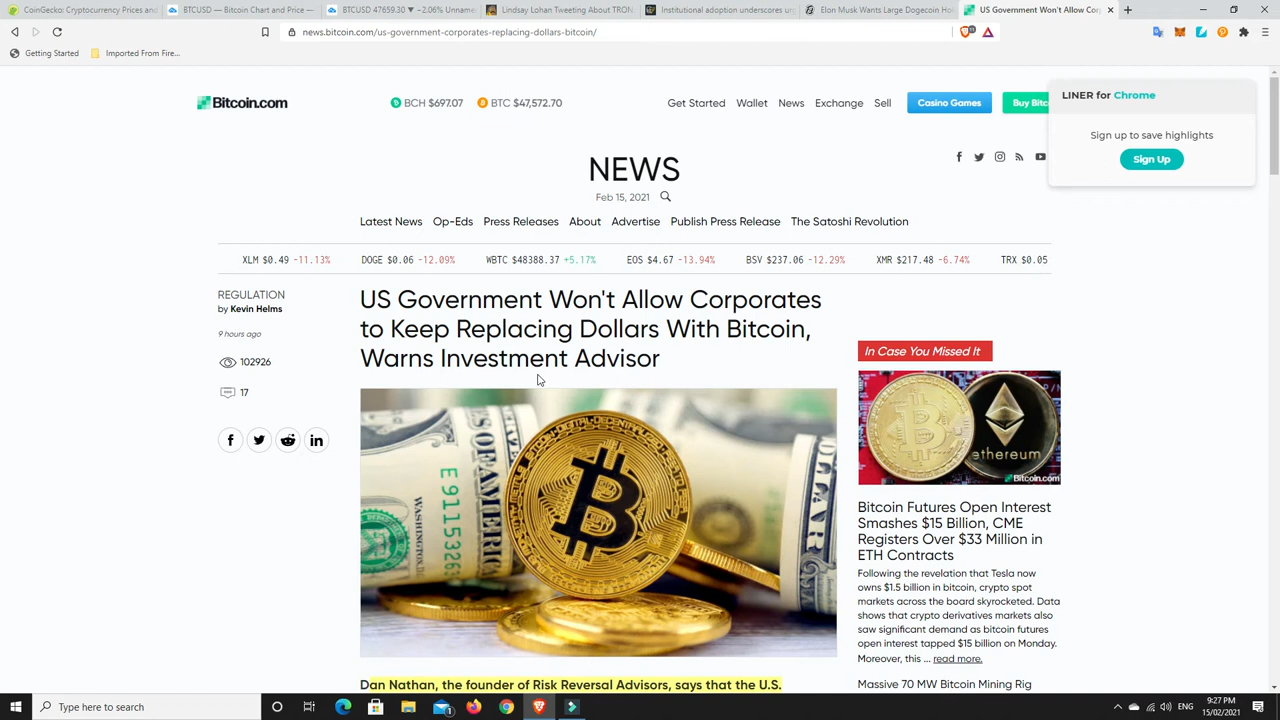 CoinGecko: Cryptocurrency Prices and
BTCUSD — Bitcoin Chart and Price —
BTCUSD 47659.30 ▼ −2.06% Unnam
Lindsay Lohan Tweeting About TRON
Institutional adoption underscores urg
Elon Musk Wants Large Dogecoin Ho
US Government Won't Allow Cor
news.bitcoin.com/us-government-corporates-replacing-dollars-bitcoin/
Getting Started
Imported From Fire...
Bitcoin.com
BCH $697.07
BTC $47,572.70
Get Started
Wallet
News
Exchange
Sell
Casino Games
Buy Bitc
LINER for Chrome
Sign up to save highlights
Sign Up
NEWS
Feb 15, 2021
Latest News
Op-Eds
Press Releases
About
Advertise
Publish Press Release
The Satoshi Revolution
XLM $0.49 -11.13%
DOGE $0.06 -12.09%
WBTC $48388.37 +5.17%
EOS $4.67 -13.94%
BSV $237.06 -12.29%
XMR $217.48 -6.74%
TRX $0.05
REGULATION
by Kevin Helms
9 hours ago
102926
17
US Government Won't Allow Corporates
to Keep Replacing Dollars With Bitcoin,
Warns Investment Advisor
Dan Nathan, the founder of Risk Reversal Advisors, says that the U.S.
In Case You Missed It
ethereum
Bitcoin.com
Bitcoin Futures Open Interest
Smashes $15 Billion, CME
Registers Over $33 Million in
ETH Contracts
Following the revelation that Tesla now
owns $1.5 billion in bitcoin, crypto spot
markets across the board skyrocketed. Data
shows that crypto derivatives markets also
saw significant demand as bitcoin futures
open interest tapped $15 billion on Monday.
Moreover, this ... read more.
Massive 70 MW Bitcoin Mining Rig
Type here to search
ENG
9:27 PM
15/02/2021